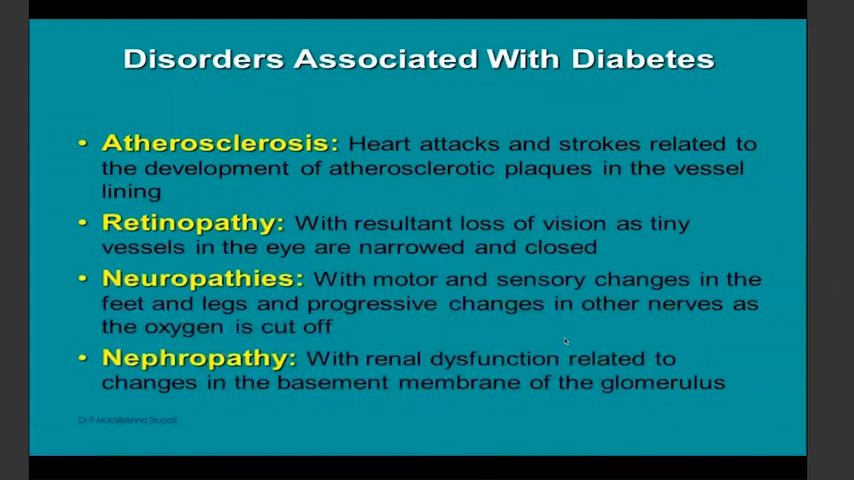 Disorders Associated With Diabetes
• Atherosclerosis: Heart attacks and strokes related to
the development of atherosclerotic plaques in the vessel
lining
• Retinopathy: With resultant loss of vision as tiny
vessels in the eye are narrowed and closed
• Neuropathies: With motor and sensory changes in the
feet and legs and progressive changes in other nerves as
the oxygen is cut off
• Nephropathy: With renal dysfunction related to
changes in the basement membrane of the glomerulus
Dr P Muralikrishna Tirupati